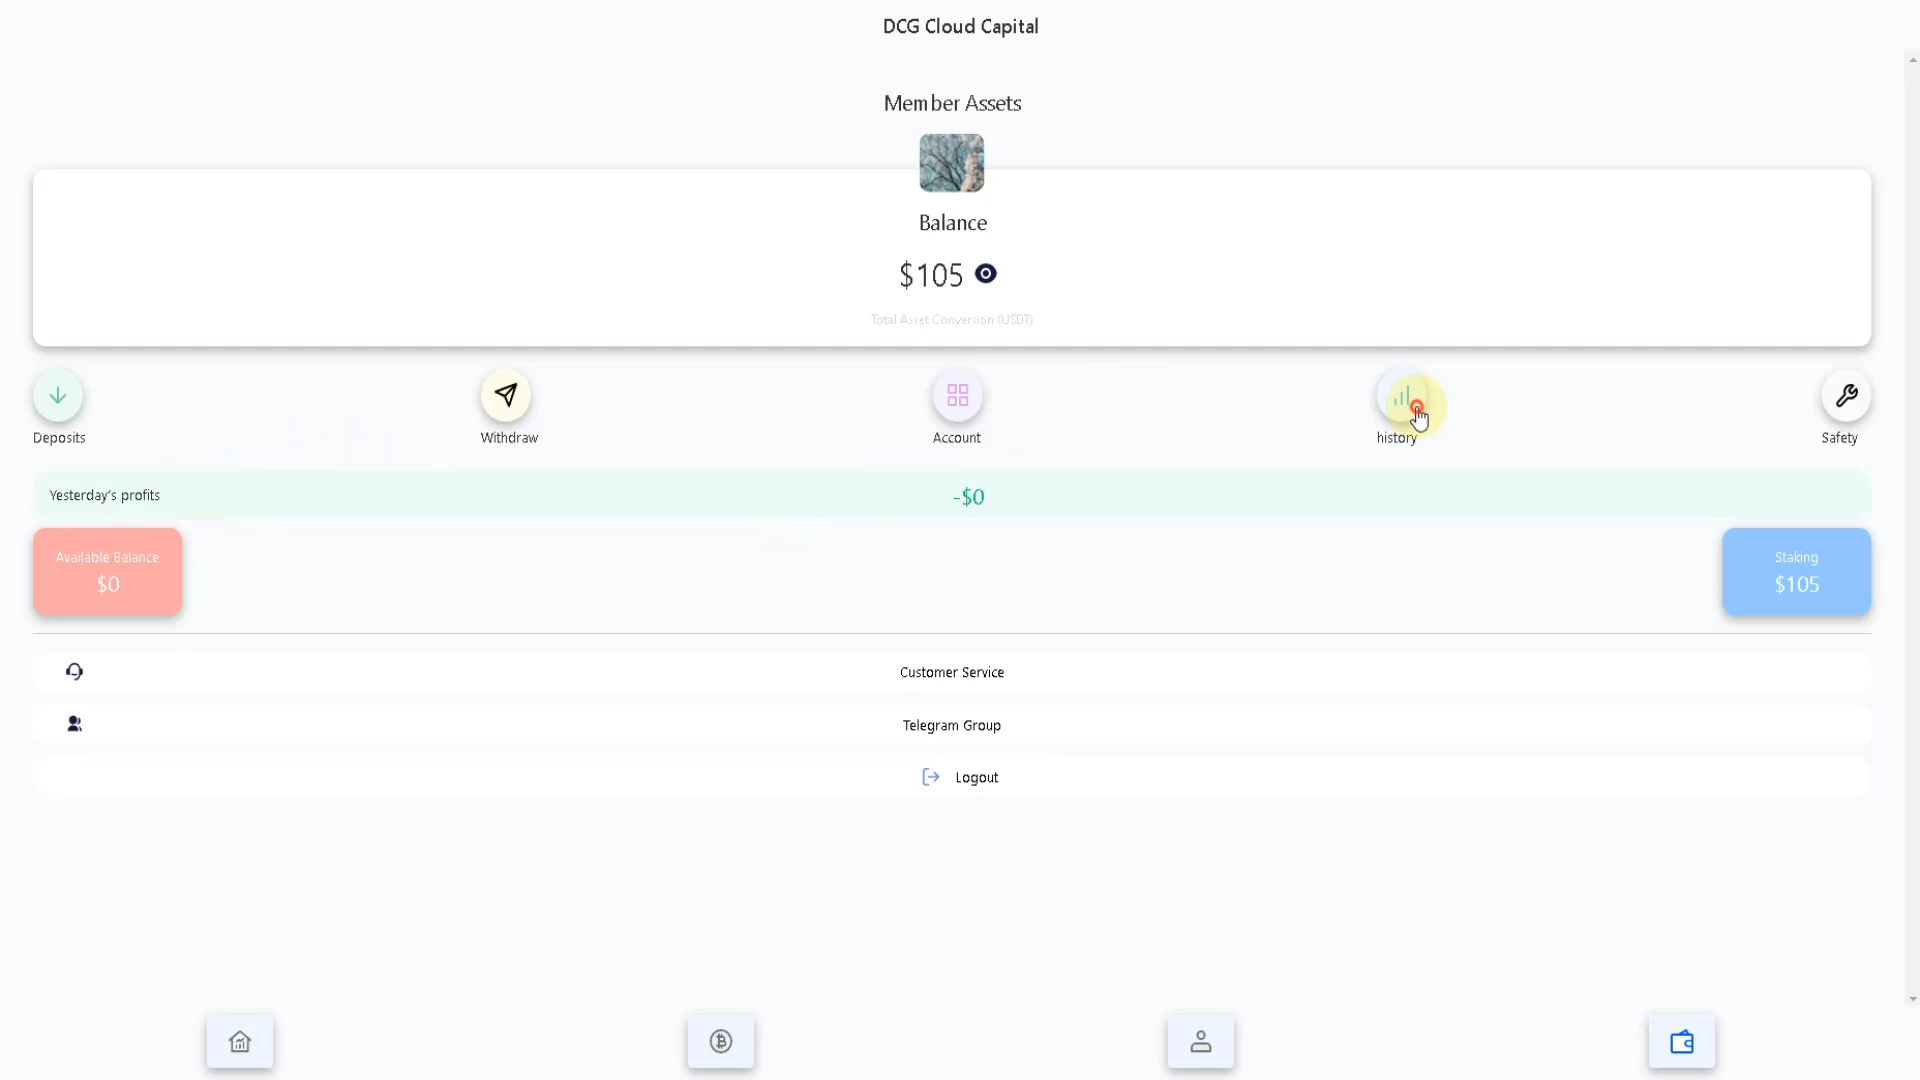 DCG Cloud Capital
Member Assets
Balance
$105
Total Asset Conversion (USDT)
Deposits
Withdraw
Account
history
Safety
Yesterday's profits
-$0
Available Balance
$0
Staking
$105
Customer Service
Telegram Group
Logout